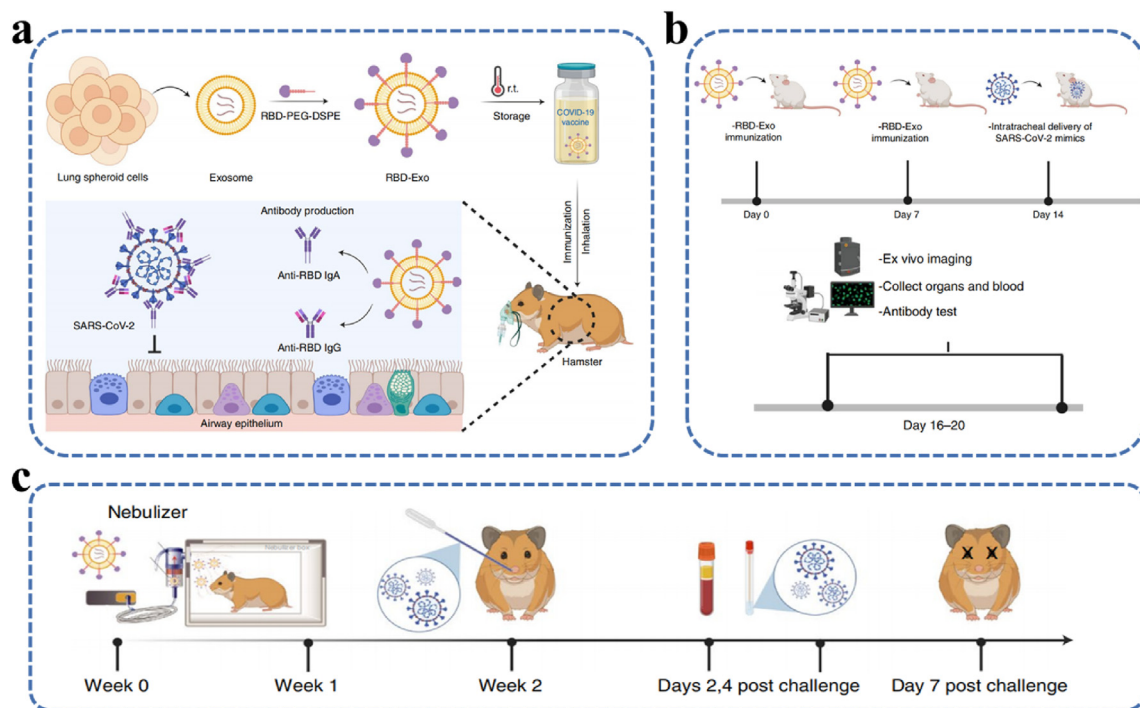 a
r.t.
RBD-PEG-DSPE
Storage
COVID-19
vaccine
Lung spheroid cells
Exosome
RBD-Exo
Antibody production
Anti-RBD IgA
SARS-CoV-2
Anti-RBD IgG
Airway epithelium
Immunization
Inhalation
Hamster
b
-RBD-Exo
immunization
-RBD-Exo
immunization
-Intratracheal delivery of
SARS-CoV-2 mimics
Day 0
Day 7
Day 14
-Ex vivo imaging
-Collect organs and blood
-Antibody test
Day 16–20
c
Nebulizer
Nebulizer box
Week 0
Week 1
Week 2
Days 2,4 post challenge
Day 7 post challenge